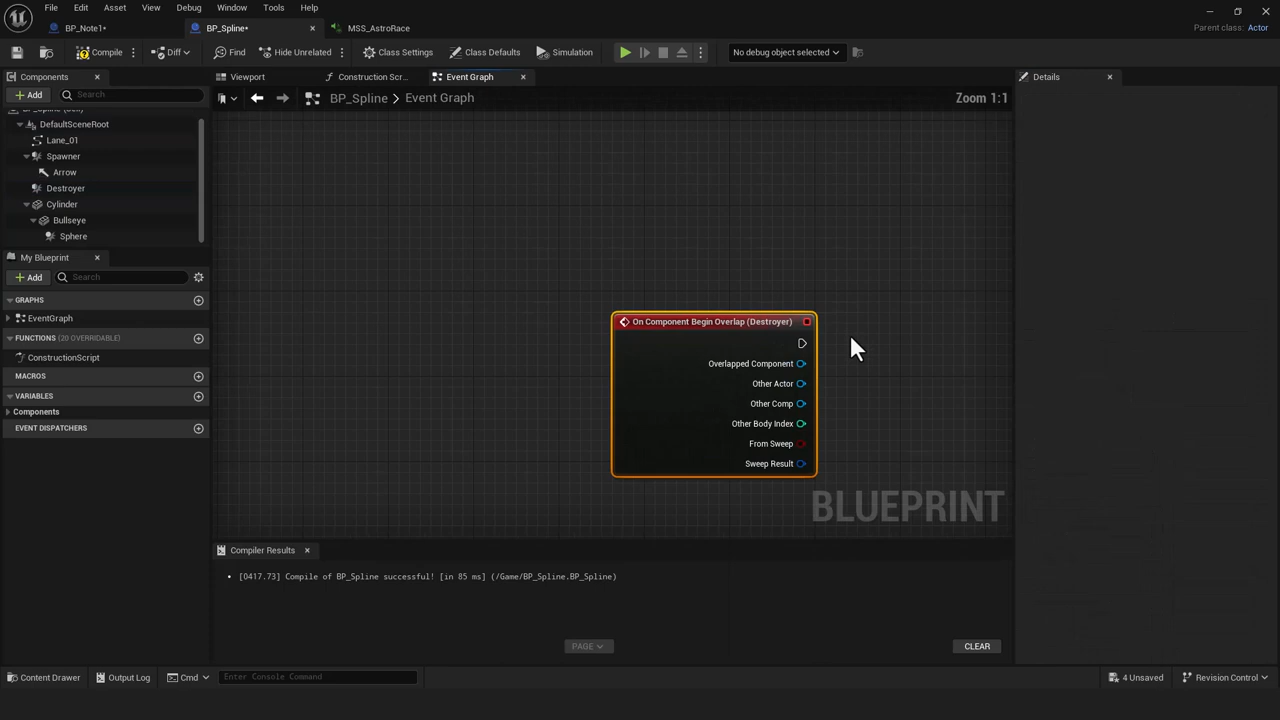 File Edit Asset View Debug Window Tools Help
BP_Note1• BP_Spline• MSS_AstroRace
Parent class: Actor
Compile Diff Find Hide Unrelated Class Settings Class Defaults Simulation No debug object selected
Components Viewport Construction Scr... Event Graph Details
Add Search
BP_Spline > Event Graph Zoom 1:1
DefaultSceneRoot
Lane_01
Spawner
Arrow
Destroyer
Cylinder
Bullseye
Sphere
My Blueprint
Add Search
GRAPHS
EventGraph
FUNCTIONS (20 OVERRIDABLE)
ConstructionScript
MACROS
VARIABLES
Components
EVENT DISPATCHERS
On Component Begin Overlap (Destroyer)
Overlapped Component
Other Actor
Other Comp
Other Body Index
From Sweep
Sweep Result
BLUEPRINT
Compiler Results
[0417.73] Compile of BP_Spline successful! [in 85 ms] (/Game/BP_Spline.BP_Spline)
PAGE CLEAR
Content Drawer Output Log Cmd Enter Console Command 4 Unsaved Revision Control